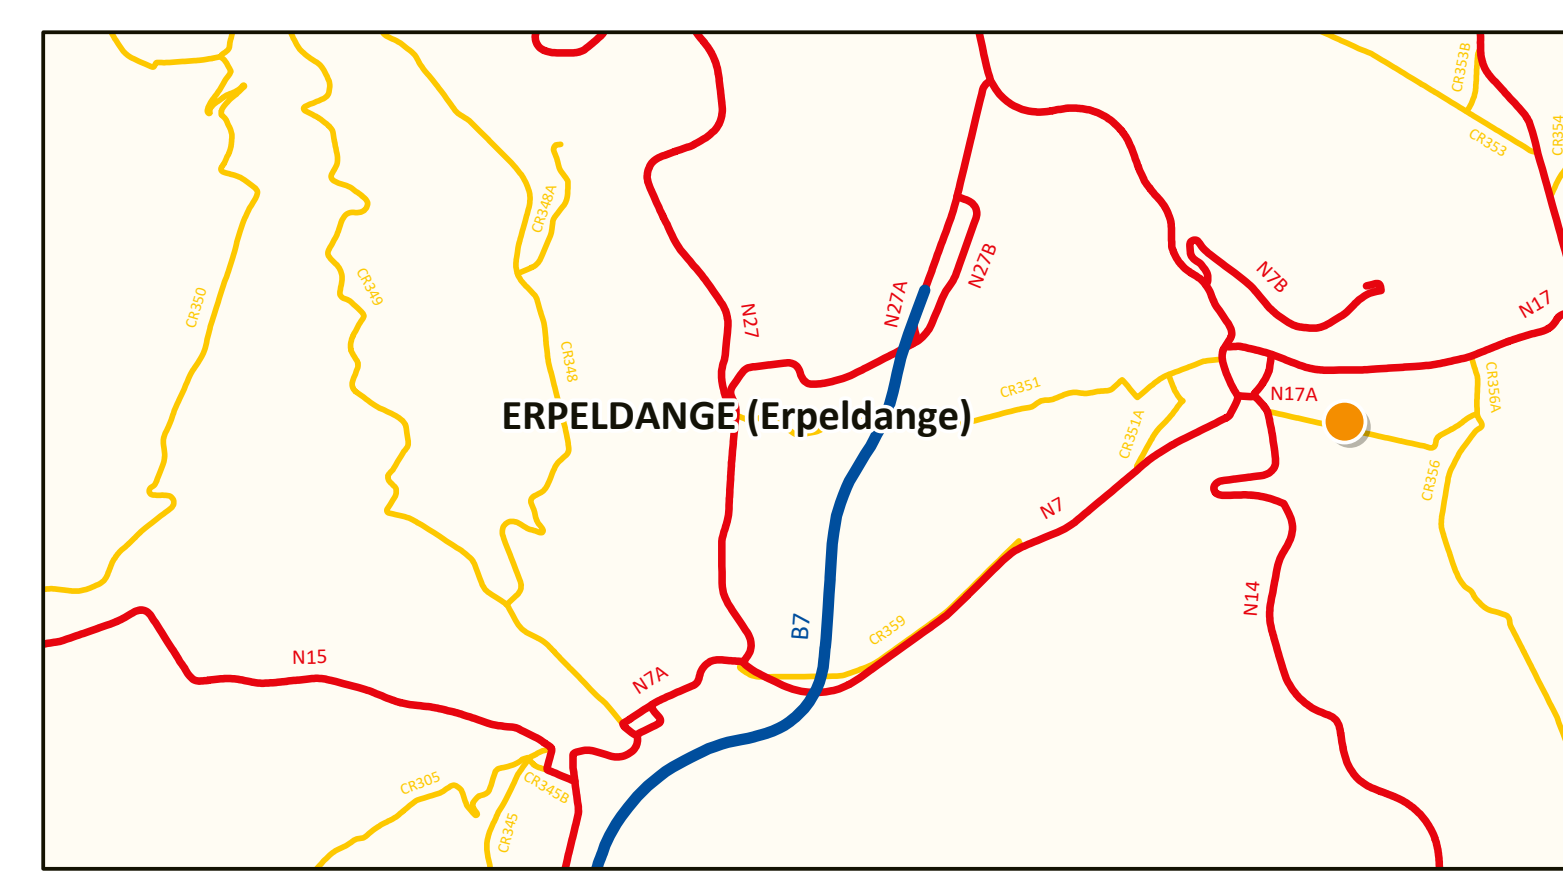 CR353B
CR354
CR353
CR348A
N27B
N7B
CR350
CR349
N27A
N27
N17
CR348
CR351
CR356A
N17A
ERPELDANGE (Erpeldange)
CR351A
CR356
N7
N14
B7
CR359
N15
N7A
CR305
CR345B
CR345